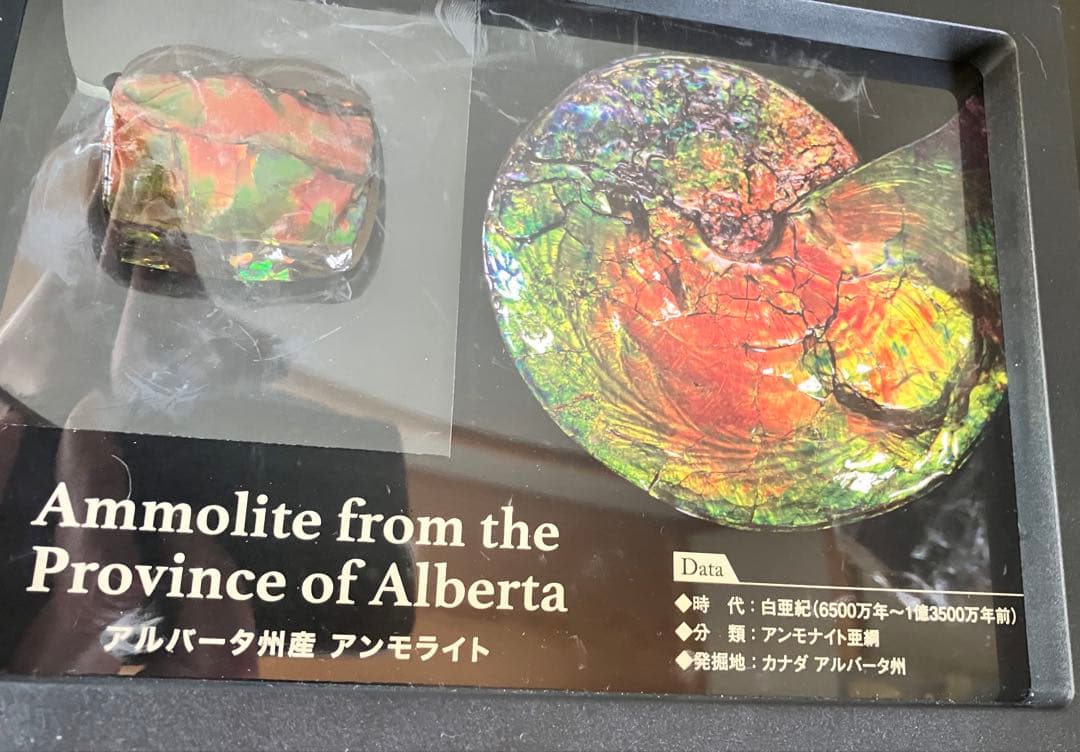 Ammolite from the
Province of Alberta
アルバータ州産 アンモライト
Data
◆時　代：白亜紀(6500万年～1億3500万年前)
◆分　類：アンモナイト亜綱
◆発掘地：カナダ アルバータ州